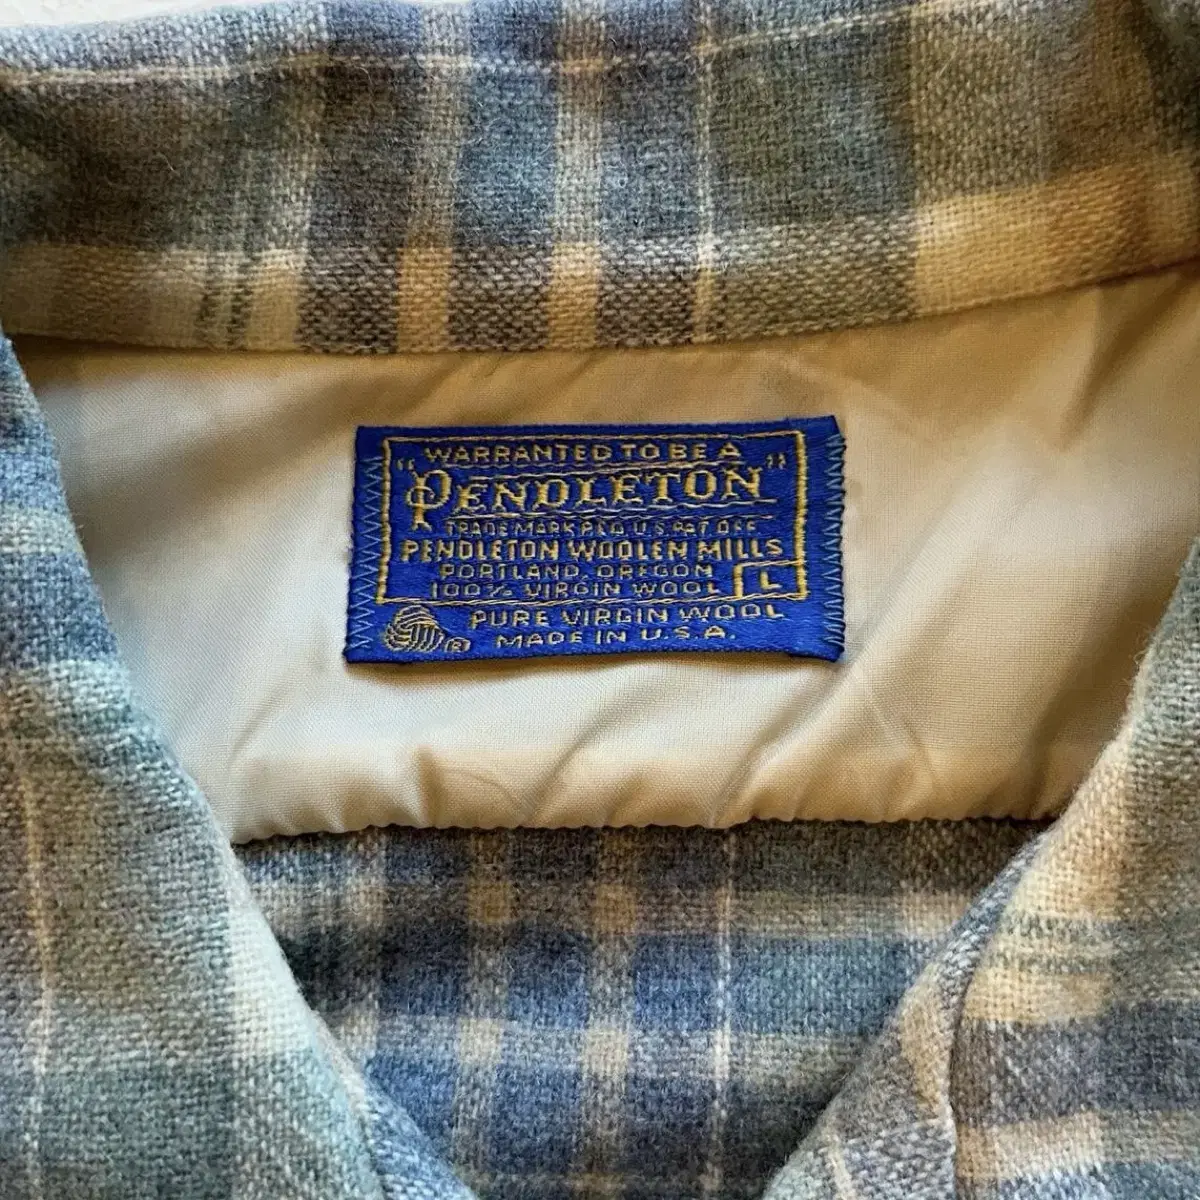 WARRANTED TO BE A
"PENDLETON"
TRADE MARK REG. U.S. PAT. OFF.
PENDLETON WOOLEN MILLS
PORTLAND, OREGON
100% VIRGIN WOOL L
PURE VIRGIN WOOL
® MADE IN U.S.A.